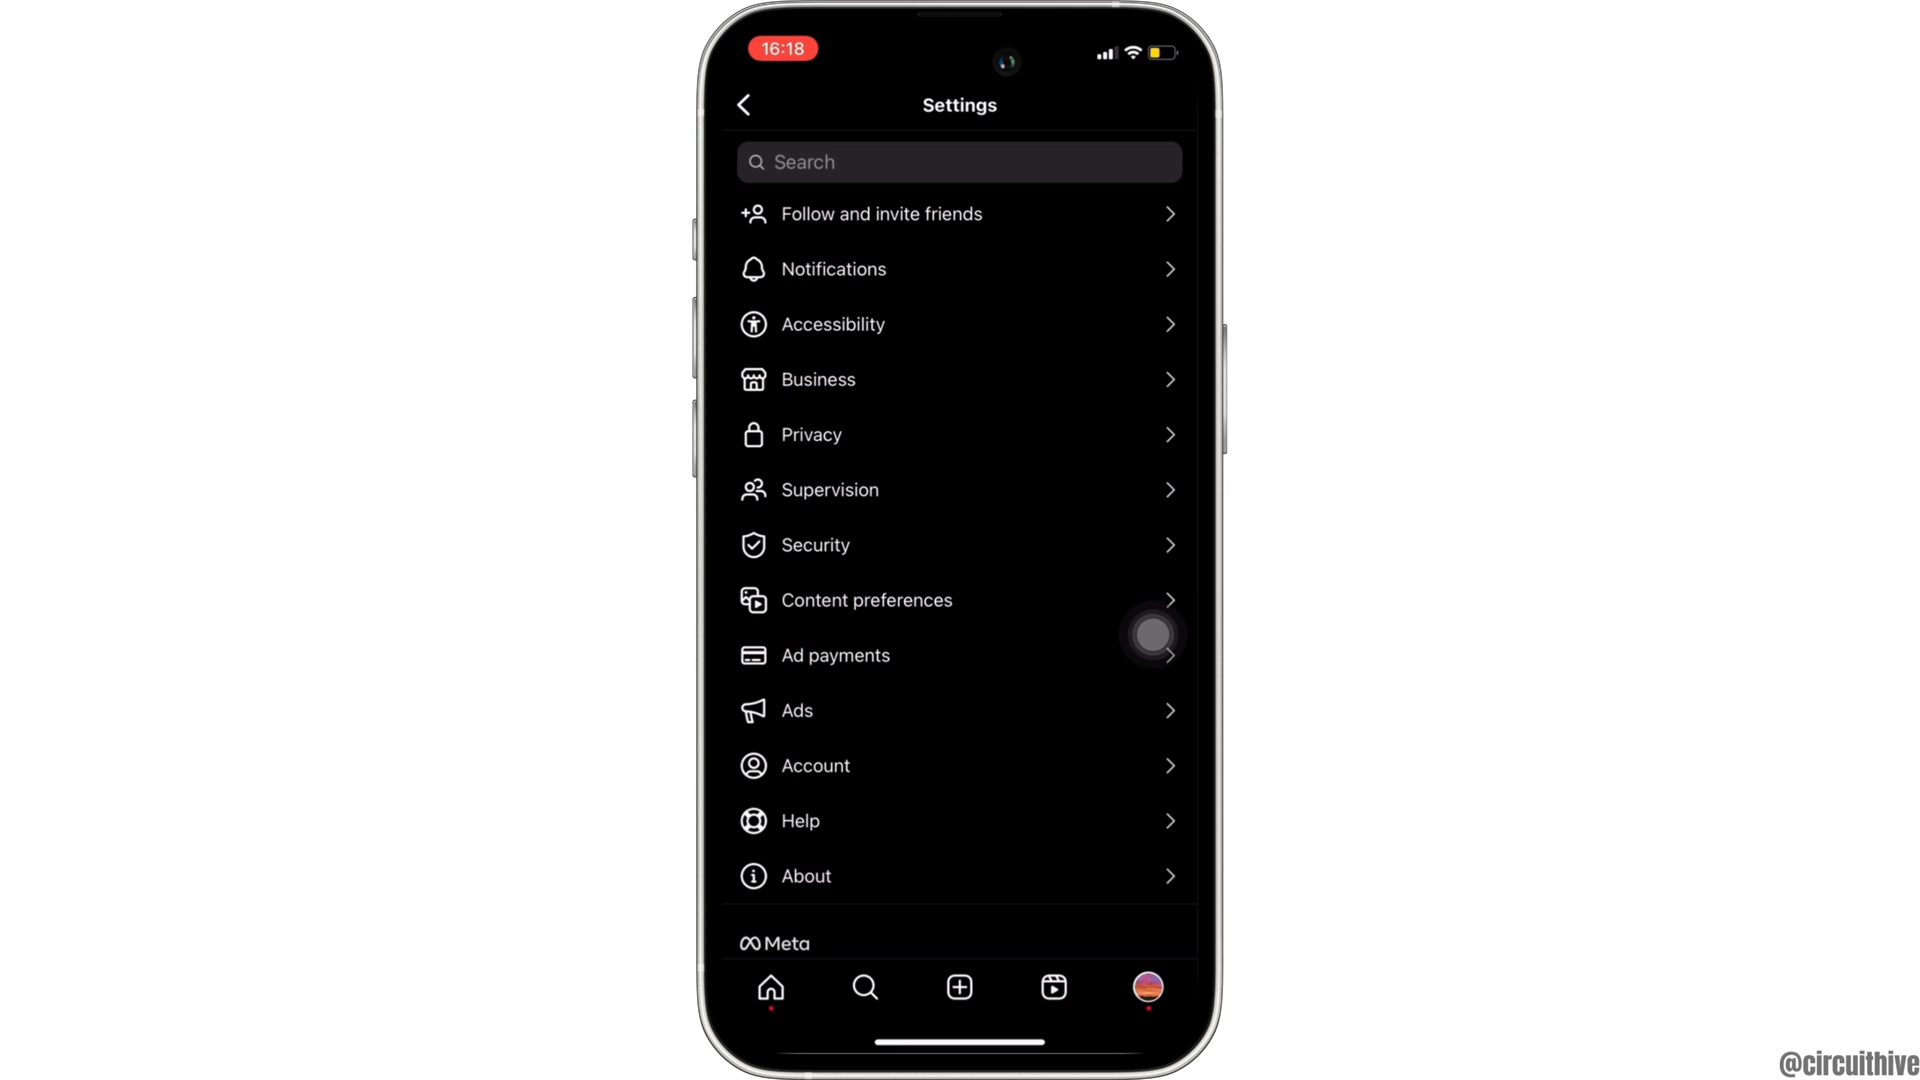 16:18
Settings
Search
Follow and invite friends
Notifications
Accessibility
Business
Privacy
Supervision
Security
Content preferences
Ad payments
Ads
Account
Help
About
Meta
@circuithive